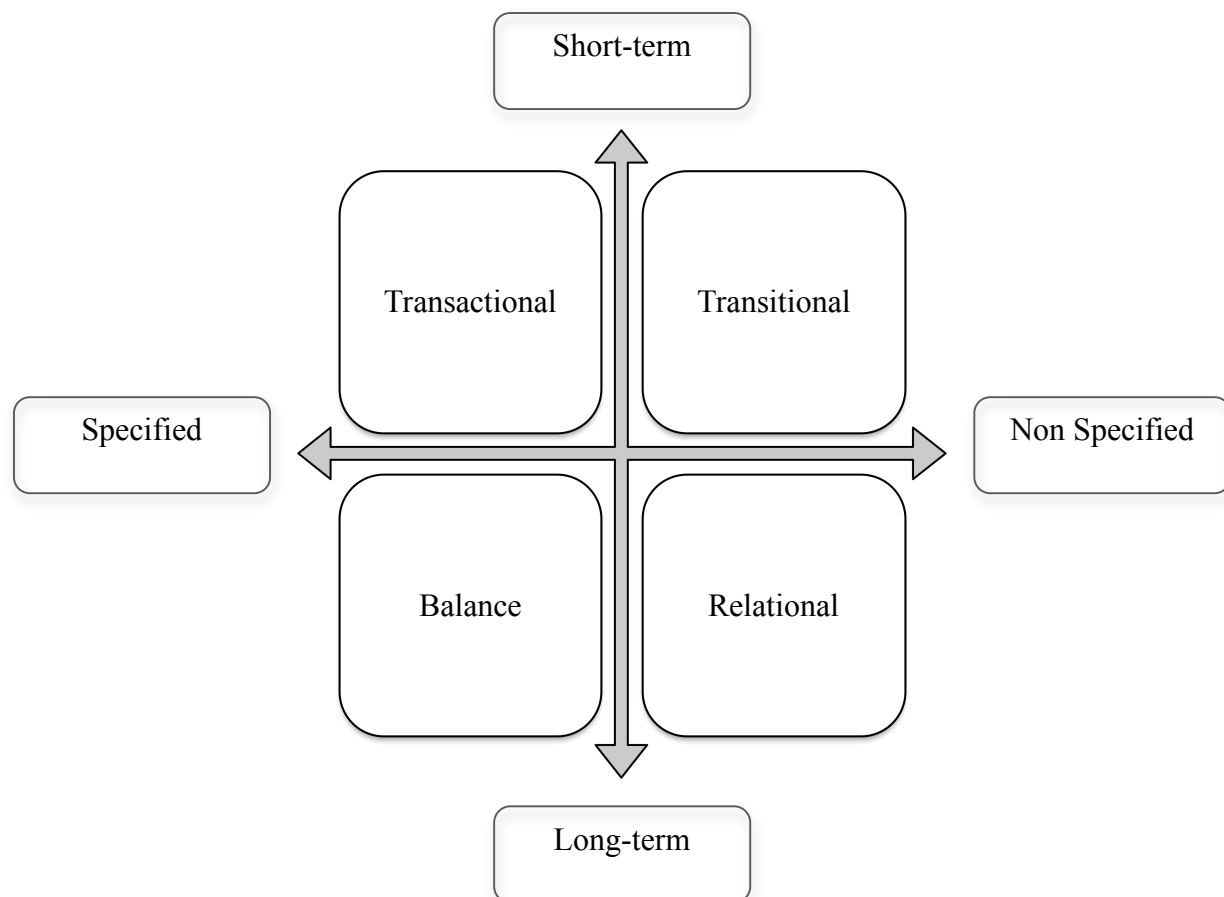 Short-term
Transactional
Transitional
Specified
Non Specified
Balance
Relational
Long-term